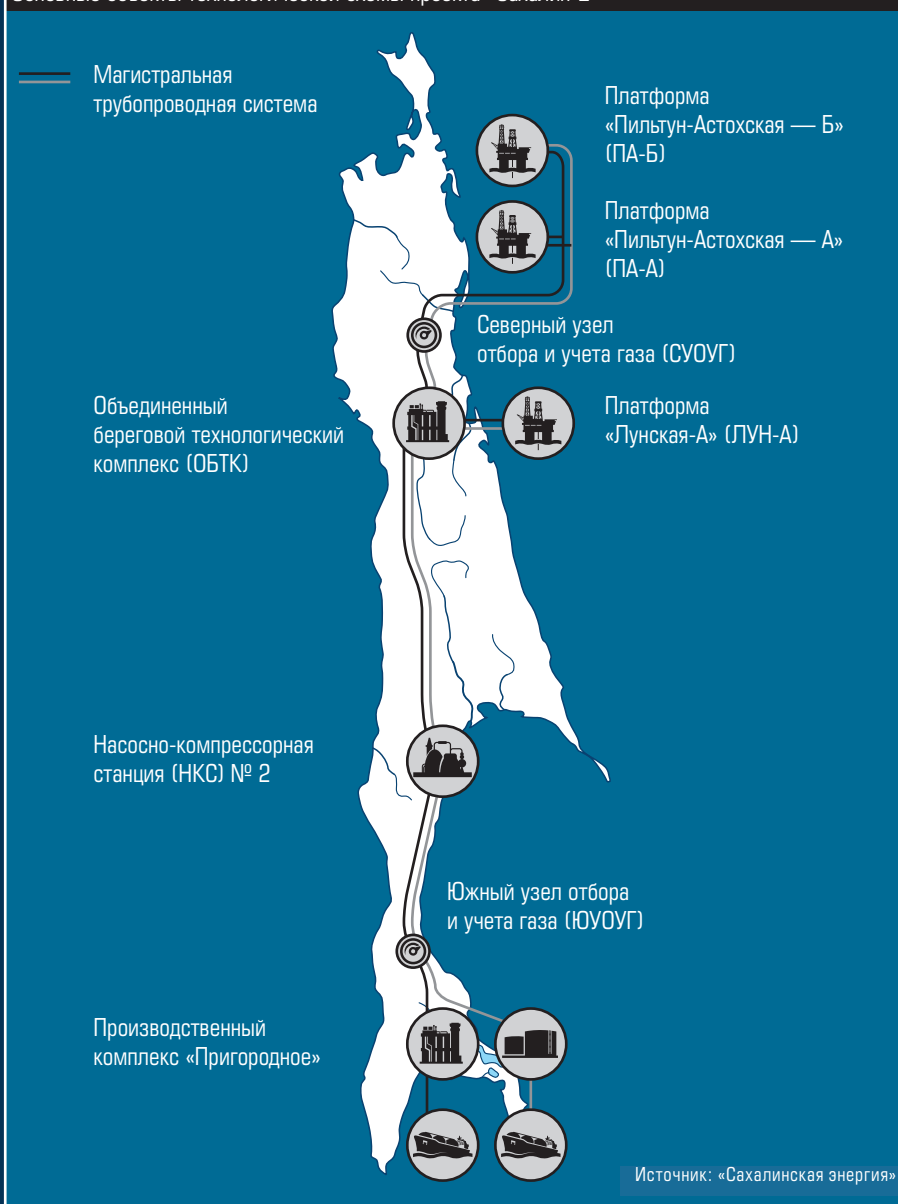 Магистральная
трубопроводная система
Платформа
«Пильтун-Астохская — Б»
(ПА-Б)
Платформа
«Пильтун-Астохская — А»
(ПА-А)
Северный узел
отбора и учета газа (СУОУГ)
Объединенный
береговой технологический
комплекс (ОБТК)
Платформа
«Лунская-А» (ЛУН-А)
Насосно-компрессорная
станция (НКС) № 2
Южный узел отбора
и учета газа (ЮУОУГ)
Производственный
комплекс «Пригородное»
Источник: «Сахалинская энергия»